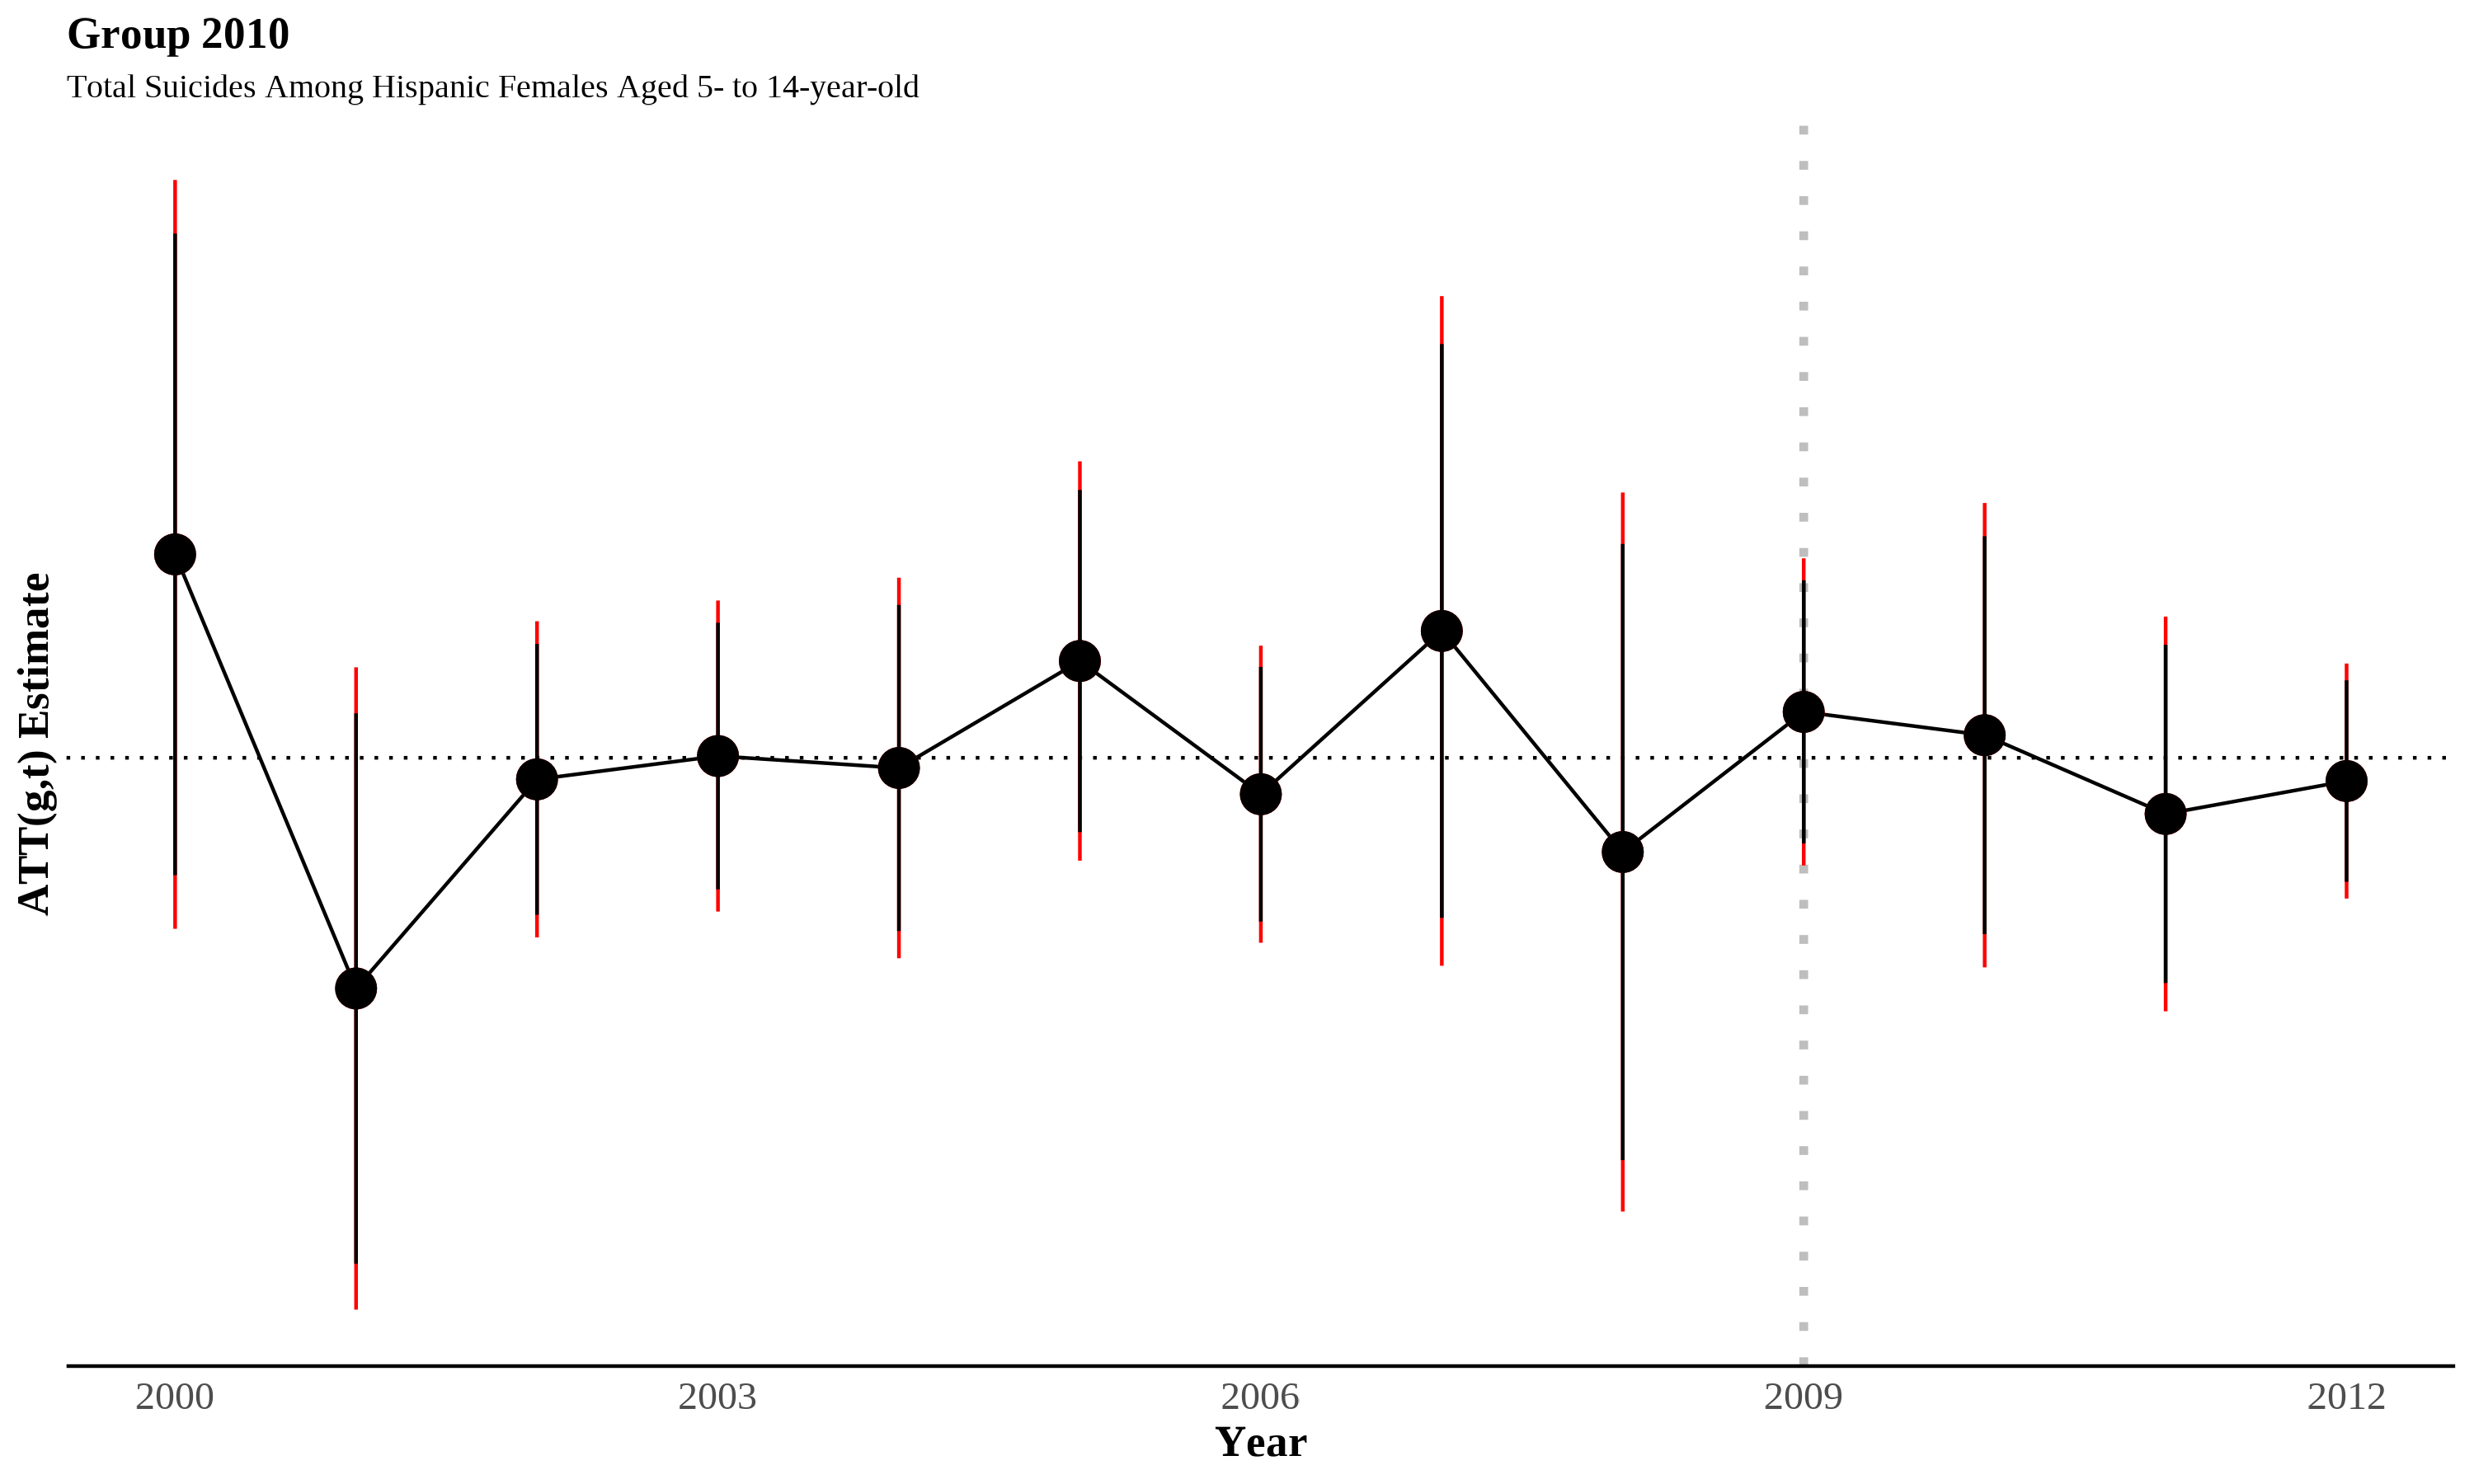 Group 2010
Total Suicides Among Hispanic Females Aged 5- to 14-year-old
ATT(g,t) Estimate
2000 2003 2006 2009 2012
Year